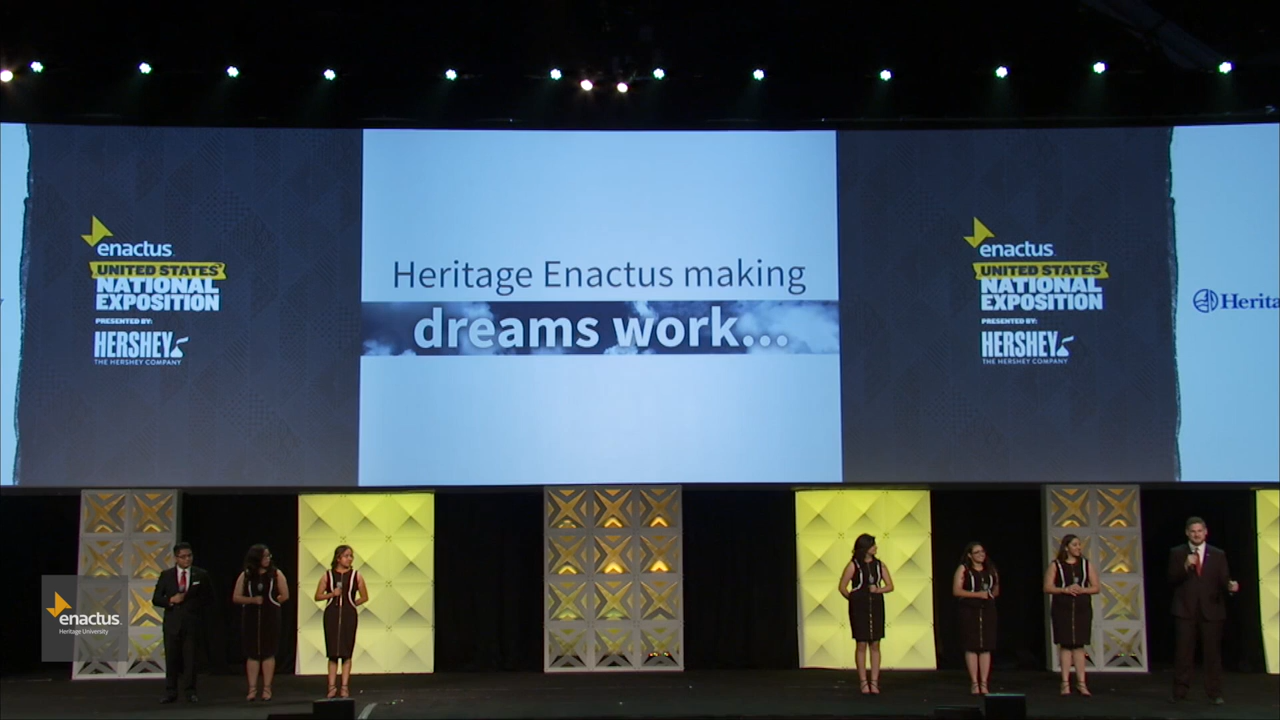 enactus
UNITED STATES'
NATIONAL
EXPOSITION
PRESENTED BY:
HERSHEY
THE HERSHEY COMPANY
Heritage Enactus making
dreams work...
enactus
UNITED STATES'
NATIONAL
EXPOSITION
PRESENTED BY:
HERSHEY
THE HERSHEY COMPANY
Herita
enactus
Heritage University